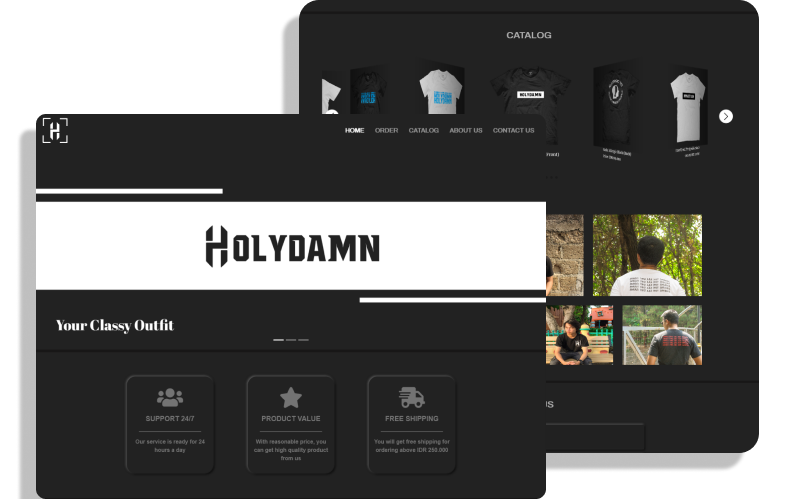 CATALOG
HOLYDAMN
HOME ORDER CATALOG ABOUT US CONTACT US
HOLYDAMN
Your Classy Outfit
SUPPORT 24/7
Our service is ready for 24
hours a day
PRODUCT VALUE
With reasonable price, you
can get high quality product
from us
FREE SHIPPING
You will get free shipping for
ordering above IDR 250.000
US